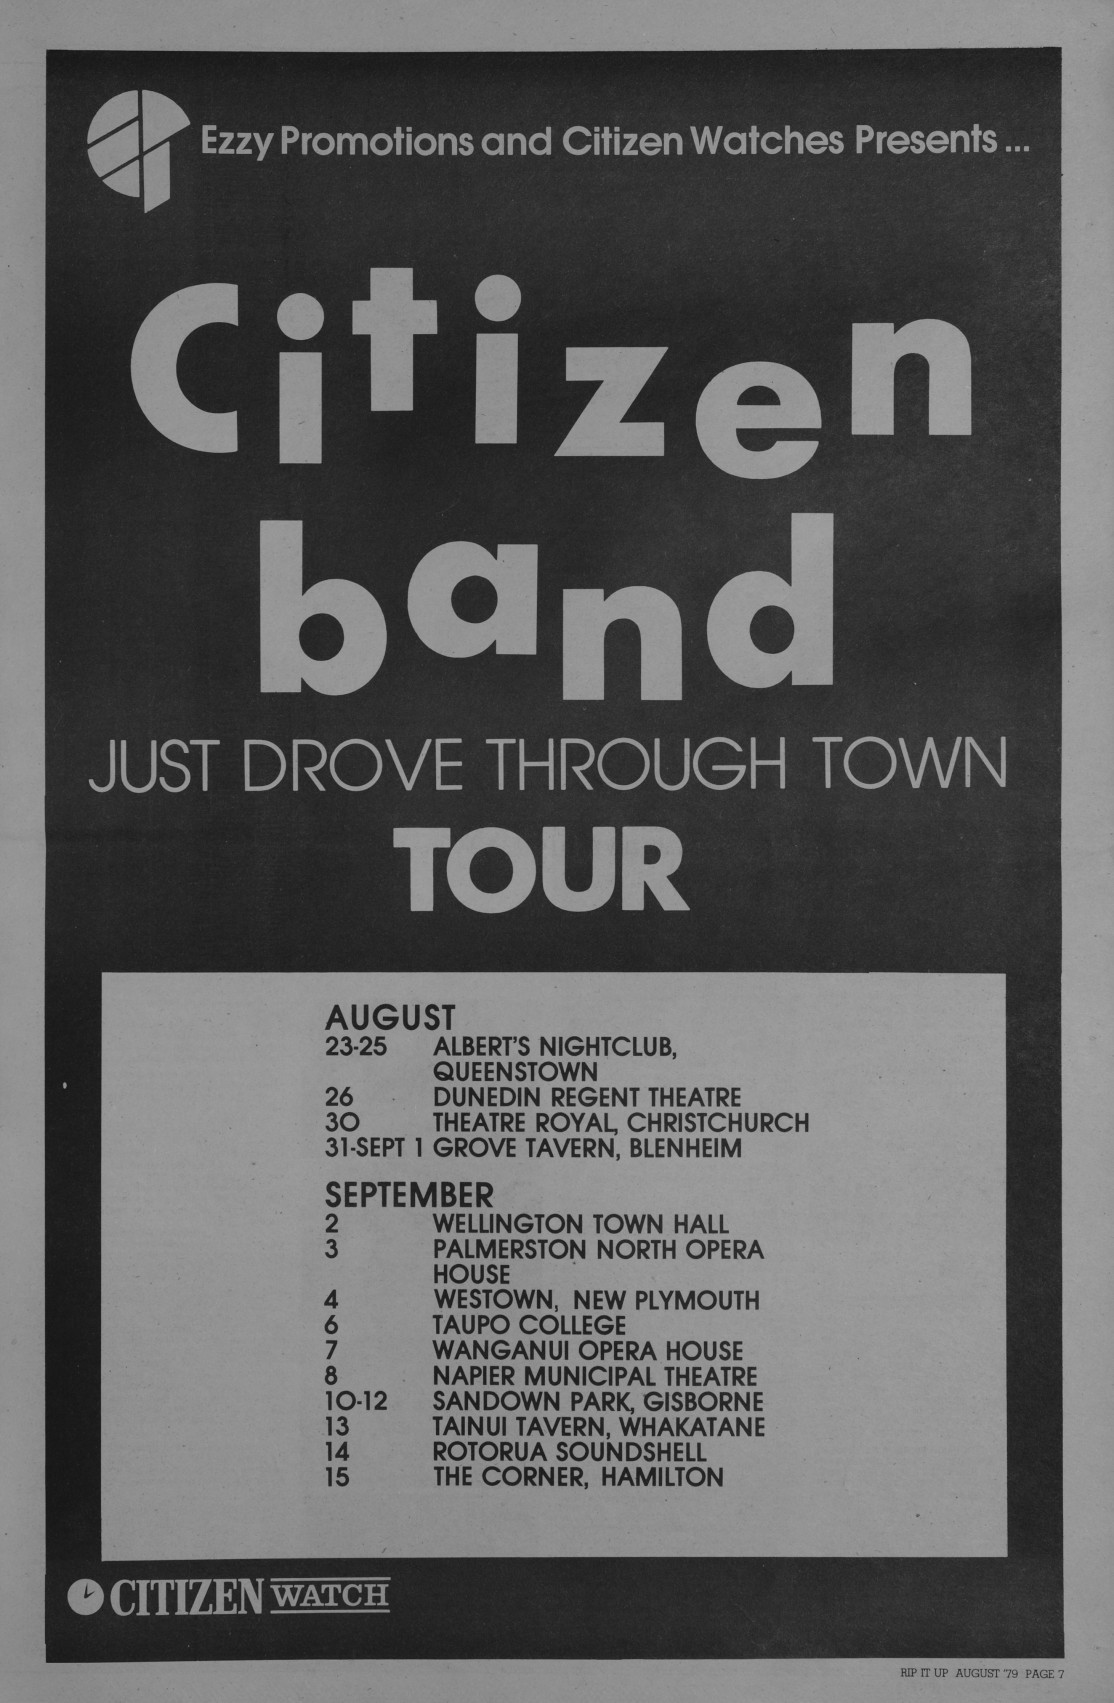 Ezzy Promotions and Citizen Watches Presents ...
Citizen
band
JUST DROVE THROUGH TOWN
TOUR
AUGUST
23-25 ALBERT'S NIGHTCLUB,
QUEENSTOWN
26 DUNEDIN REGENT THEATRE
30 THEATRE ROYAL, CHRISTCHURCH
31-SEPT 1 GROVE TAVERN, BLENHEIM
SEPTEMBER
2 WELLINGTON TOWN HALL
3 PALMERSTON NORTH OPERA
HOUSE
4 WESTOWN, NEW PLYMOUTH
6 TAUPO COLLEGE
7 WANGANUI OPERA HOUSE
8 NAPIER MUNICIPAL THEATRE
10-12 SANDOWN PARK, GISBORNE
13 TAINUI TAVERN, WHAKATANE
14 ROTORUA SOUNDSHELL
15 THE CORNER, HAMILTON
CITIZEN WATCH
RIP IT UP AUGUST '79 PAGE 7